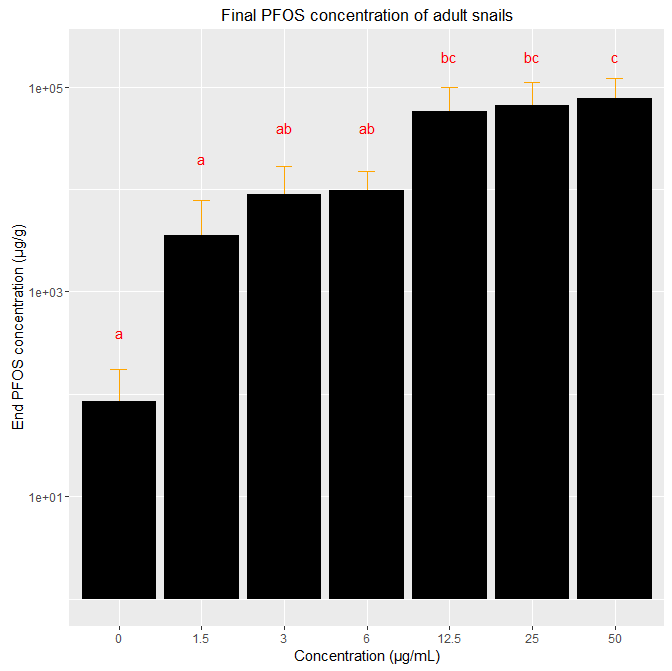 Final PFOS concentration of adult snails
bc
bc
c
1e+05
ab
ab
a
End PFOS concentration (µg/g)
1e+03
a
1e+01
0
1.5
3
6
12.5
25
50
Concentration (µg/mL)